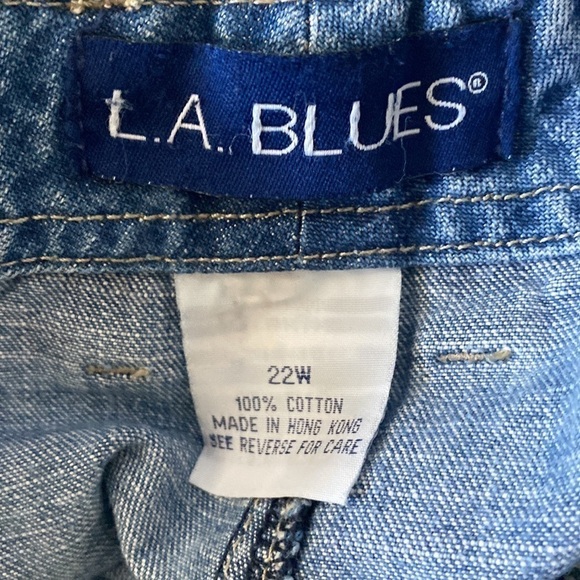 L.A. BLUES®
22W
100% COTTON
MADE IN HONG KONG
SEE REVERSE FOR CARE